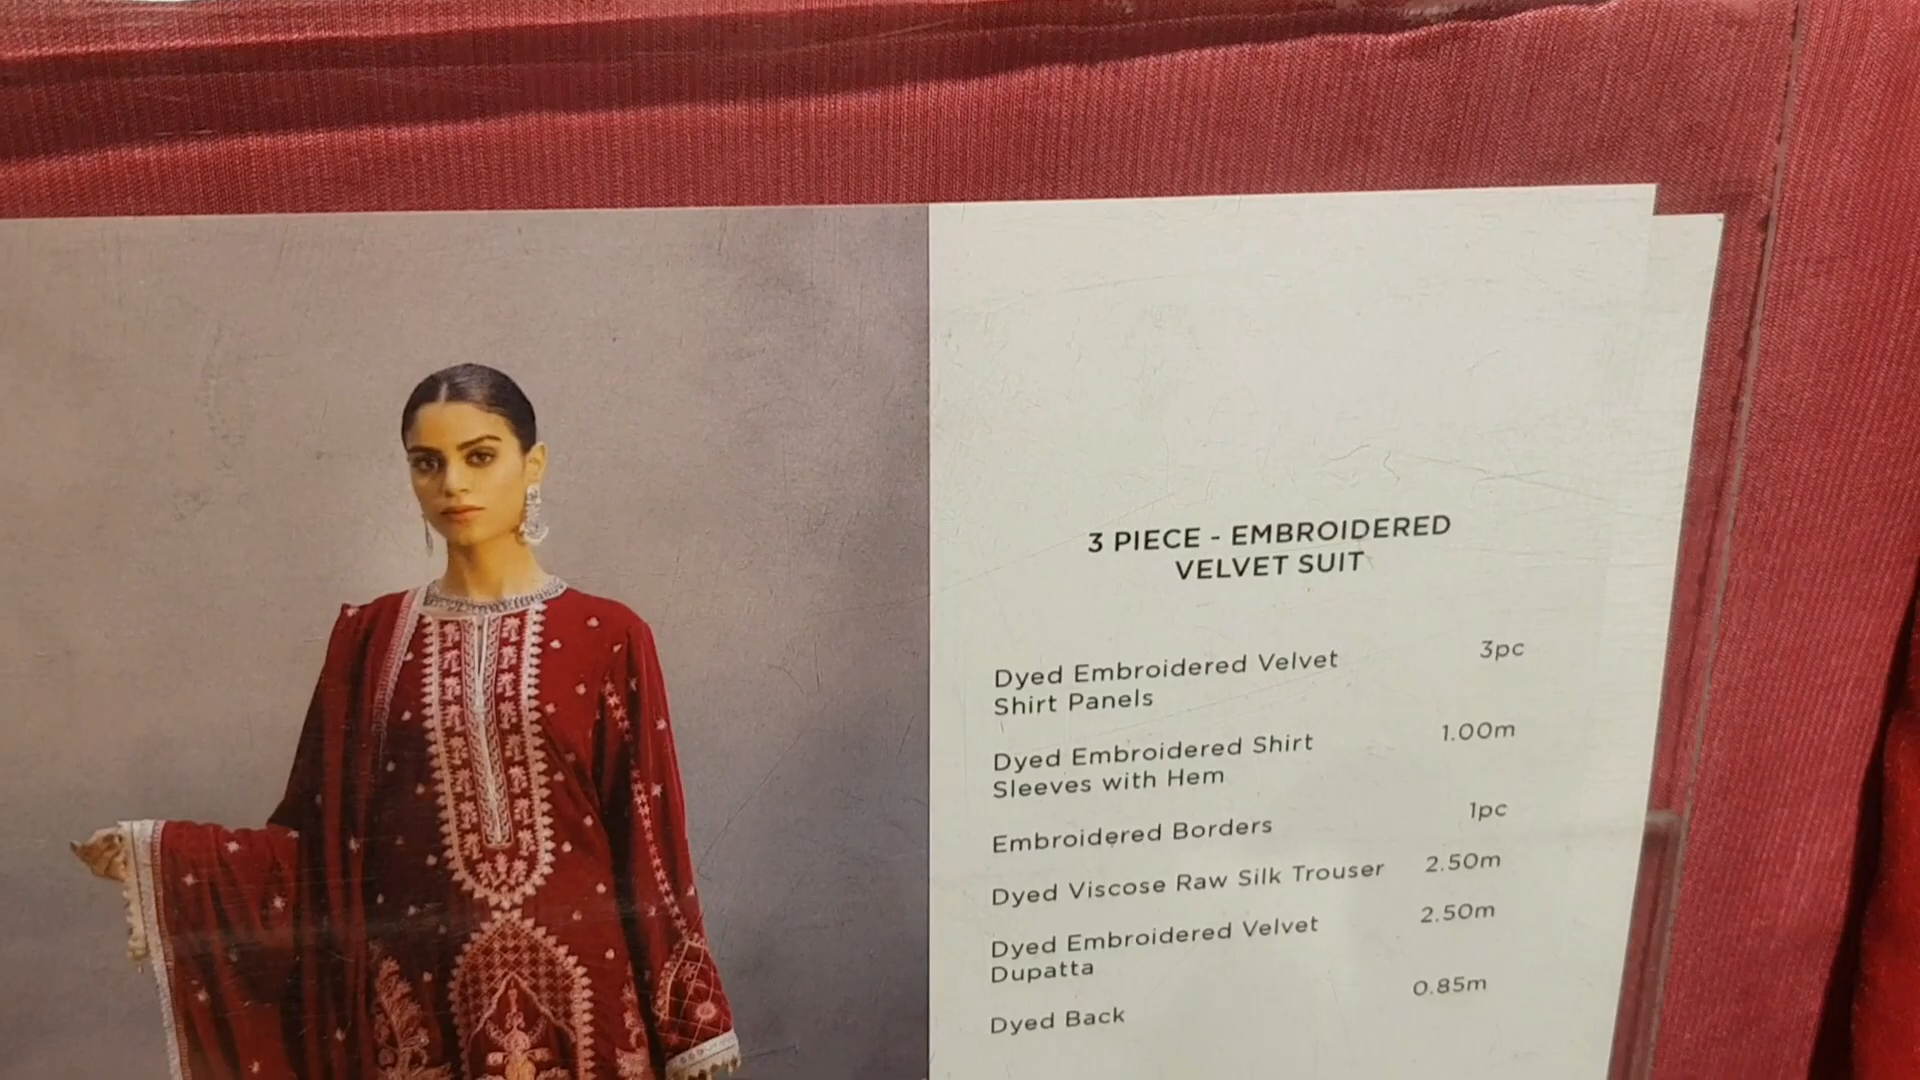 3 PIECE - EMBROIDERED
VELVET SUIT
Dyed Embroidered Velvet 3pc
Shirt Panels
Dyed Embroidered Shirt 1.00m
Sleeves with Hem
Embroidered Borders 1pc
Dyed Viscose Raw Silk Trouser 2.50m
Dyed Embroidered Velvet 2.50m
Dupatta
Dyed Back 0.85m